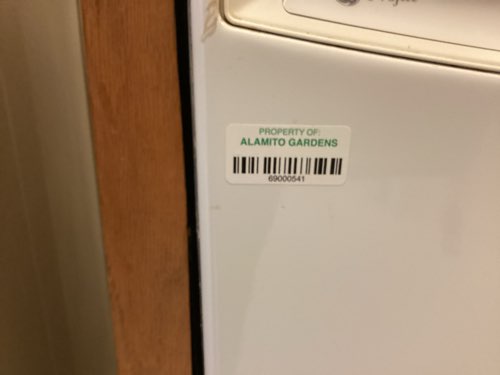 PROPERTY OF:
ALAMITO GARDENS
69000541